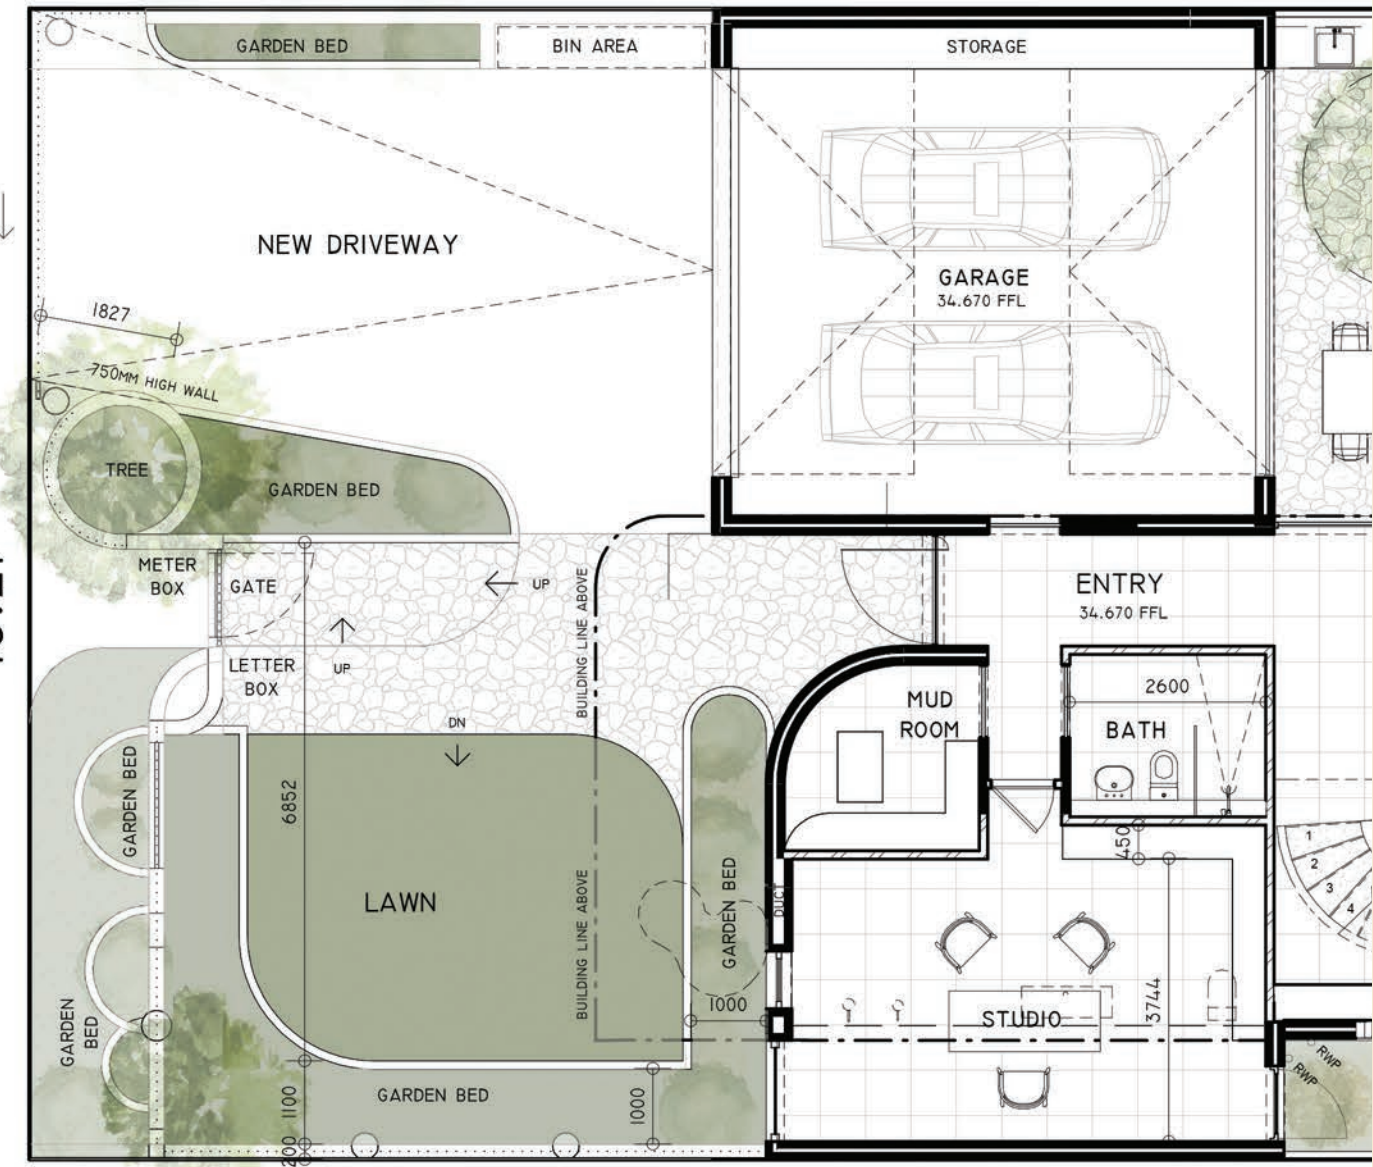 GARDEN BED
BIN AREA
STORAGE
NEW DRIVEWAY
GARAGE
34.670 FFL
1827
750MM HIGH WALL
TREE
GARDEN BED
METER
BOX
GATE
UP
UP
LETTER
BOX
BUILDING LINE ABOVE
ENTRY
34.670 FFL
MUD
ROOM
2600
BATH
DN
GARDEN BED
6852
450
1
2
3
4
LAWN
BUILDING LINE ABOVE
GARDEN BED
DUCT
GARDEN
BED
1000
STUDIO
3744
RWP
RWP
GARDEN BED
1100
1000
200